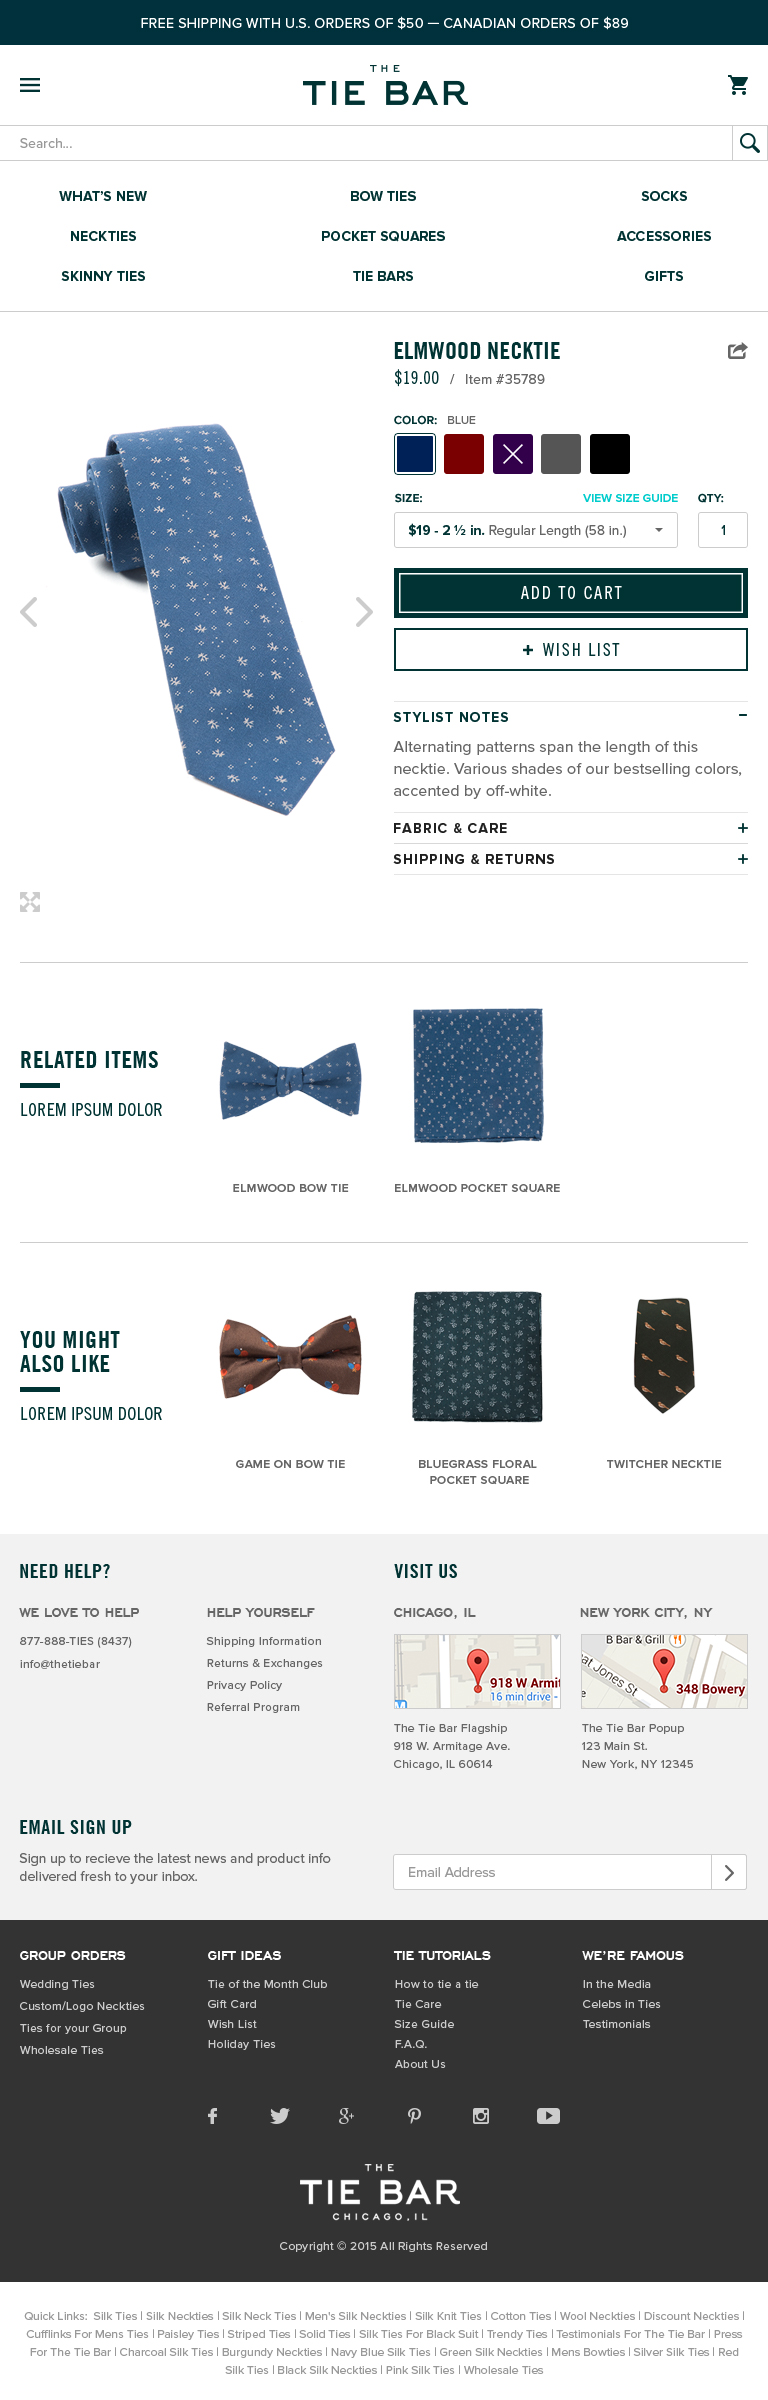 FREE SHIPPING WITH U.S. ORDERS OF $50 — CANADIAN ORDERS OF $89
THE
TIE BAR
Search...
WHAT'S NEW
BOW TIES
SOCKS
NECKTIES
POCKET SQUARES
ACCESSORIES
SKINNY TIES
TIE BARS
GIFTS
ELMWOOD NECKTIE
$19.00 / Item #35789
COLOR: BLUE
SIZE: VIEW SIZE GUIDE QTY:
$19 - 2 ½ in. Regular Length (58 in.) 1
ADD TO CART
+ WISH LIST
STYLIST NOTES –
Alternating patterns span the length of this
necktie. Various shades of our bestselling colors,
accented by off-white.
FABRIC & CARE +
SHIPPING & RETURNS +
RELATED ITEMS
LOREM IPSUM DOLOR
ELMWOOD BOW TIE
ELMWOOD POCKET SQUARE
YOU MIGHT
ALSO LIKE
LOREM IPSUM DOLOR
GAME ON BOW TIE
BLUEGRASS FLORAL
POCKET SQUARE
TWITCHER NECKTIE
NEED HELP?
WE LOVE TO HELP
877-888-TIES (8437)
info@thetiebar
HELP YOURSELF
Shipping Information
Returns & Exchanges
Privacy Policy
Referral Program
VISIT US
CHICAGO, IL
918 W Armit
16 min drive -
The Tie Bar Flagship
918 W. Armitage Ave.
Chicago, IL 60614
NEW YORK CITY, NY
B Bar & Grill
at Jones St
348 Bowery
The Tie Bar Popup
123 Main St.
New York, NY 12345
EMAIL SIGN UP
Sign up to recieve the latest news and product info
delivered fresh to your inbox.
Email Address
GROUP ORDERS
Wedding Ties
Custom/Logo Neckties
Ties for your Group
Wholesale Ties
GIFT IDEAS
Tie of the Month Club
Gift Card
Wish List
Holiday Ties
TIE TUTORIALS
How to tie a tie
Tie Care
Size Guide
F.A.Q.
About Us
WE'RE FAMOUS
In the Media
Celebs in Ties
Testimonials
THE
TIE BAR
CHICAGO, IL
Copyright © 2015 All Rights Reserved
Quick Links: Silk Ties | Silk Neckties | Silk Neck Ties | Men's Silk Neckties | Silk Knit Ties | Cotton Ties | Wool Neckties | Discount Neckties |
Cufflinks For Mens Ties | Paisley Ties | Striped Ties | Solid Ties | Silk Ties For Black Suit | Trendy Ties | Testimonials For The Tie Bar | Press
For The Tie Bar | Charcoal Silk Ties | Burgundy Neckties | Navy Blue Silk Ties | Green Silk Neckties | Mens Bowties | Silver Silk Ties | Red
Silk Ties | Black Silk Neckties | Pink Silk Ties | Wholesale Ties